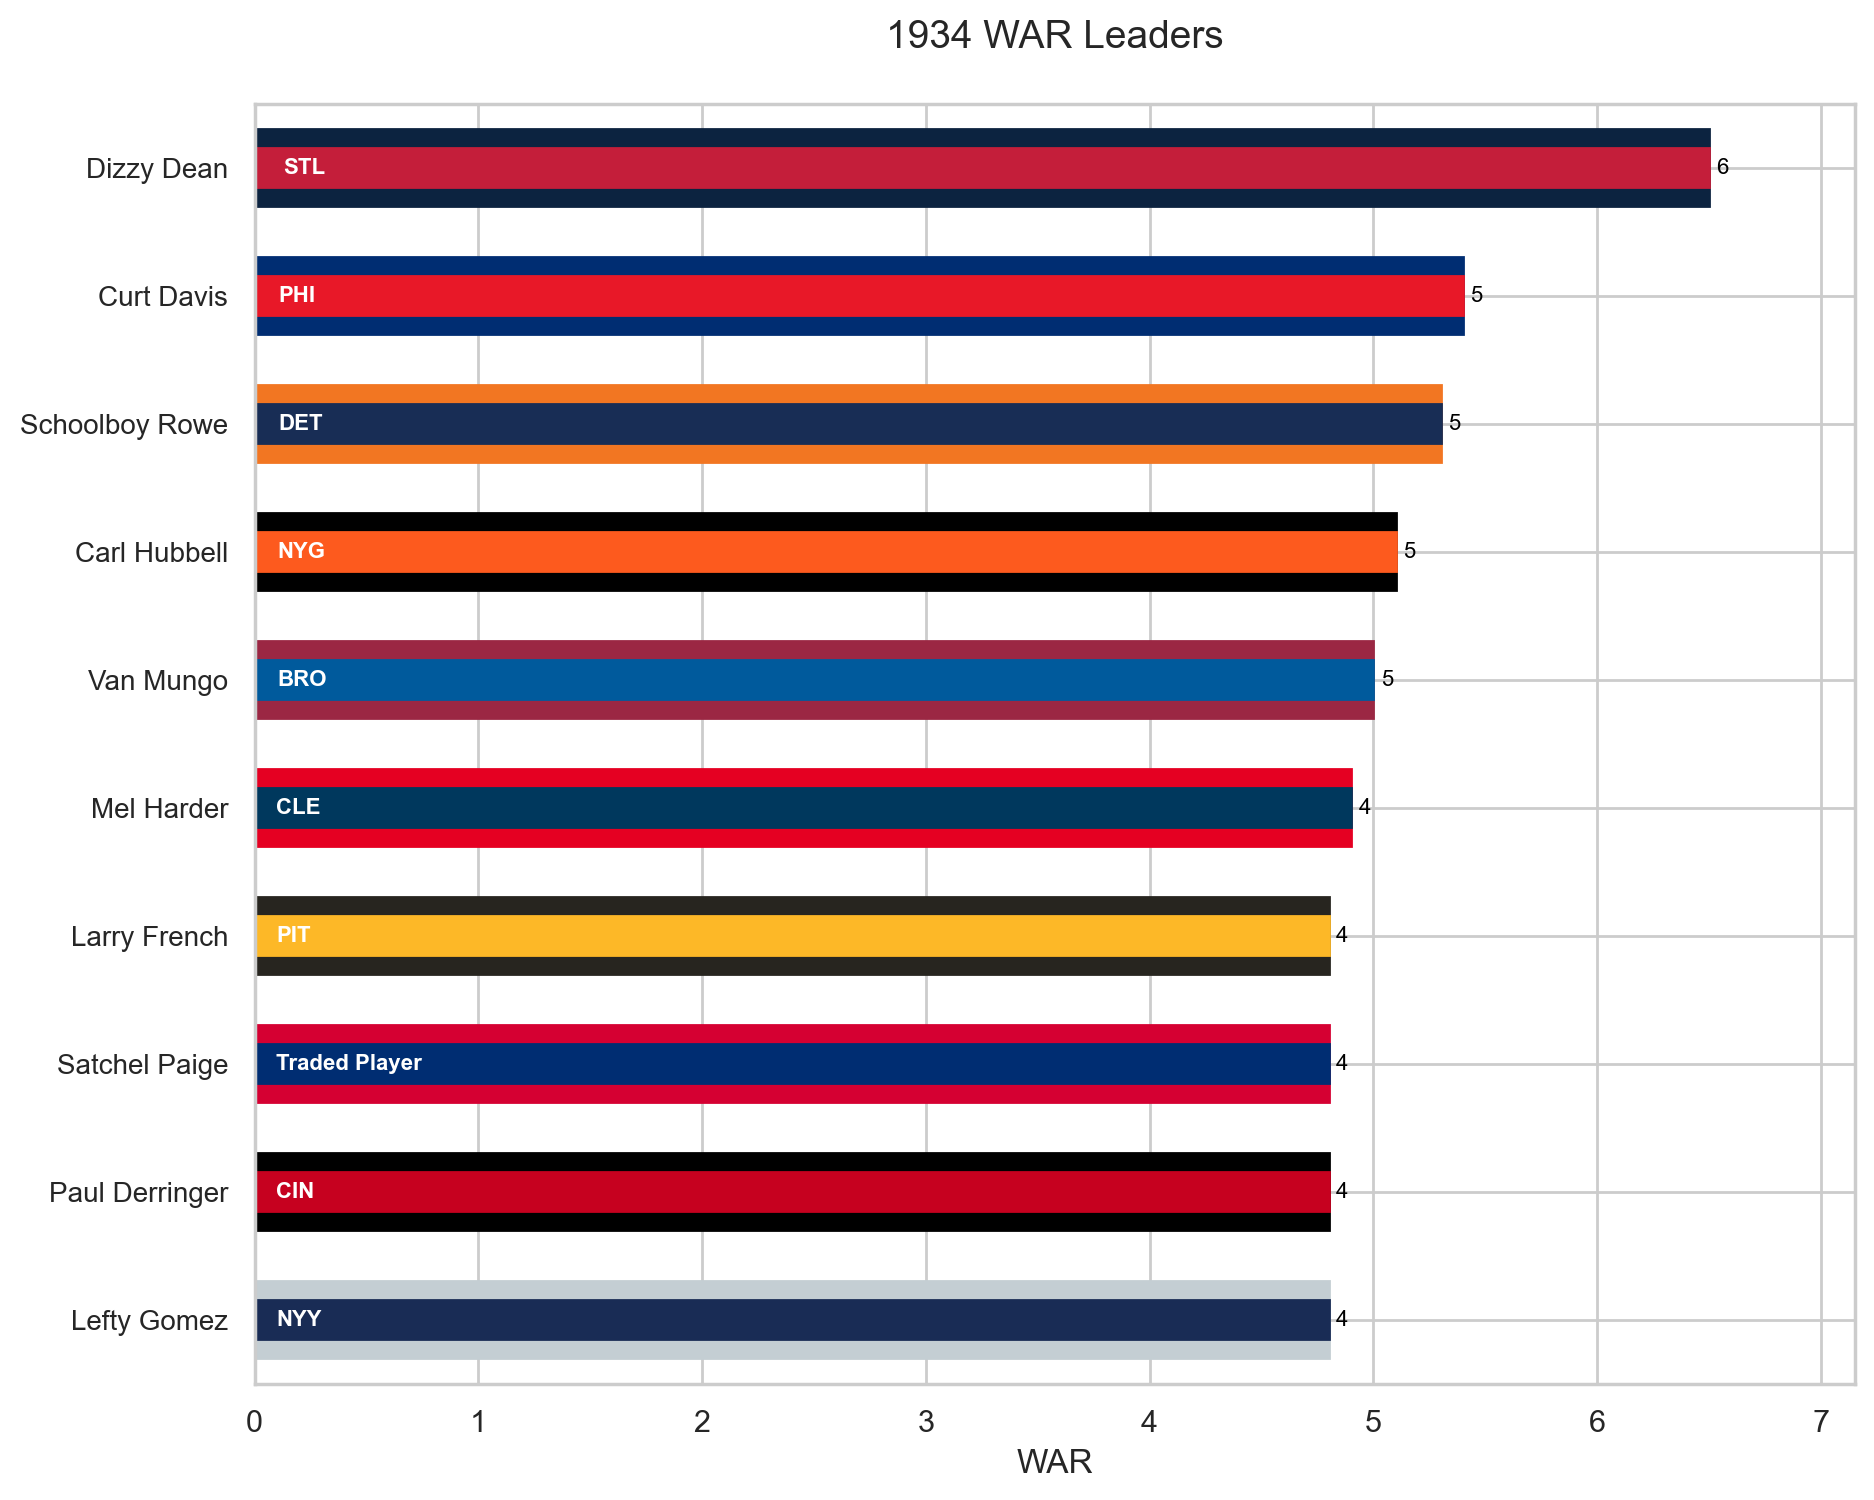 1934 WAR Leaders
Dizzy Dean STL 6
Curt Davis PHI 5
Schoolboy Rowe DET 5
Carl Hubbell NYG 5
Van Mungo BRO 5
Mel Harder CLE 4
Larry French PIT 4
Satchel Paige Traded Player 4
Paul Derringer CIN 4
Lefty Gomez NYY 4
0 1 2 3 4 5 6 7
WAR